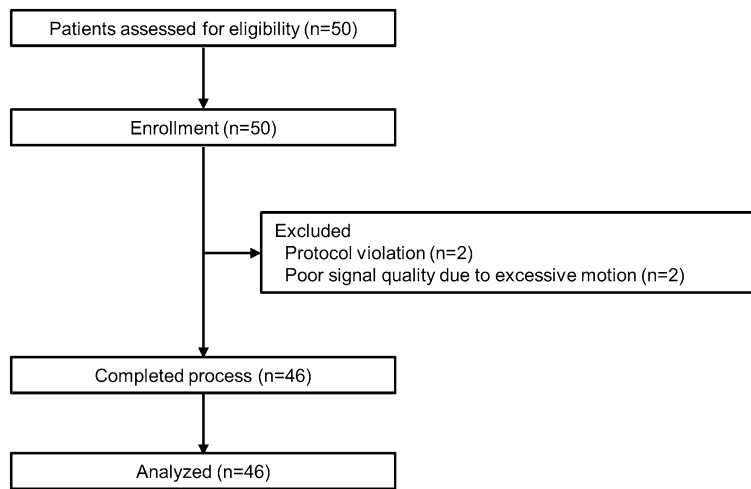 Patients assessed for eligibility (n=50)
Enrollment (n=50)
Excluded
Protocol violation (n=2)
Poor signal quality due to excessive motion (n=2)
Completed process (n=46)
Analyzed (n=46)